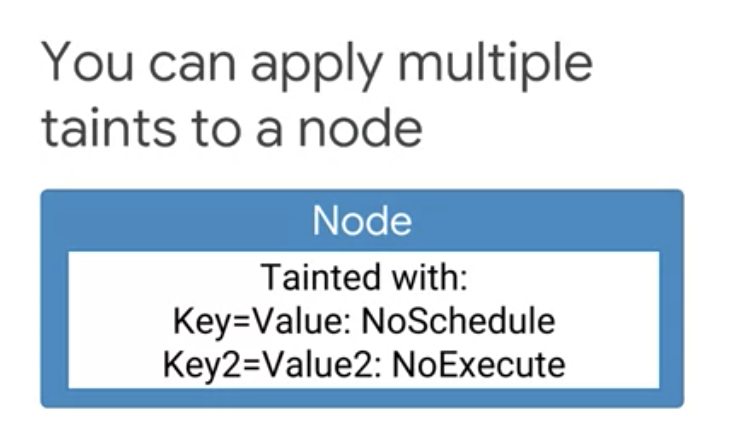 You can apply multiple
taints to a node
Node
Tainted with:
Key=Value: NoSchedule
Key2=Value2: NoExecute